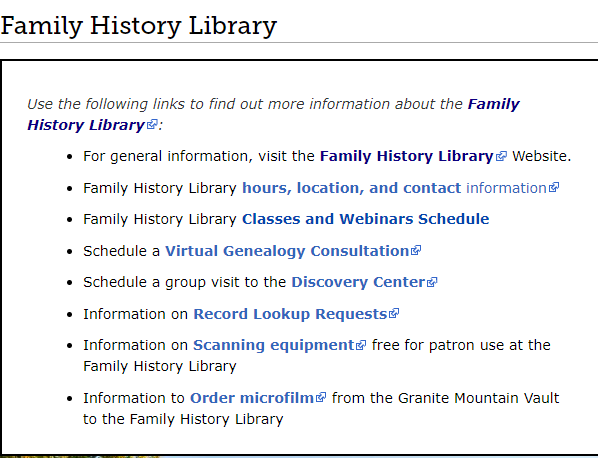 Family History Library
Use the following links to find out more information about the Family
History Library:
• For general information, visit the Family History Library Website.
• Family History Library hours, location, and contact information
• Family History Library Classes and Webinars Schedule
• Schedule a Virtual Genealogy Consultation
• Schedule a group visit to the Discovery Center
• Information on Record Lookup Requests
• Information on Scanning equipment free for patron use at the
Family History Library
• Information to Order microfilm from the Granite Mountain Vault
to the Family History Library